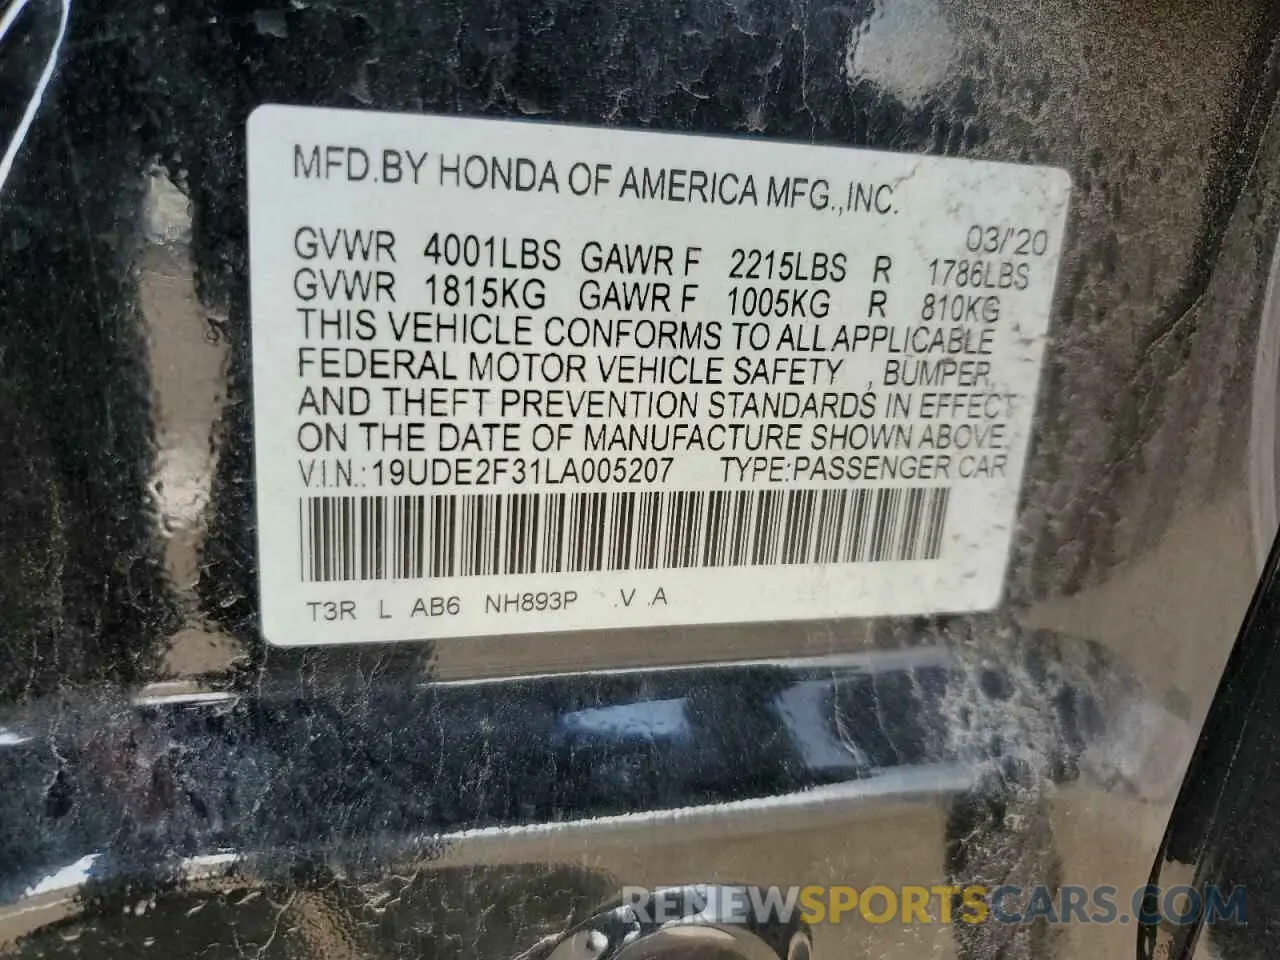 MFD.BY HONDA OF AMERICA MFG.,INC.
03/'20
GVWR 4001LBS GAWR F 2215LBS R 1786LBS
GVWR 1815KG GAWR F 1005KG R 810KG
THIS VEHICLE CONFORMS TO ALL APPLICABLE
FEDERAL MOTOR VEHICLE SAFETY , BUMPER,
AND THEFT PREVENTION STANDARDS IN EFFECT
ON THE DATE OF MANUFACTURE SHOWN ABOVE.
V.I.N.: 19UDE2F31LA005207 TYPE:PASSENGER CAR
T3R L AB6 NH893P .V .A
RENEWSPORTSCARS.COM